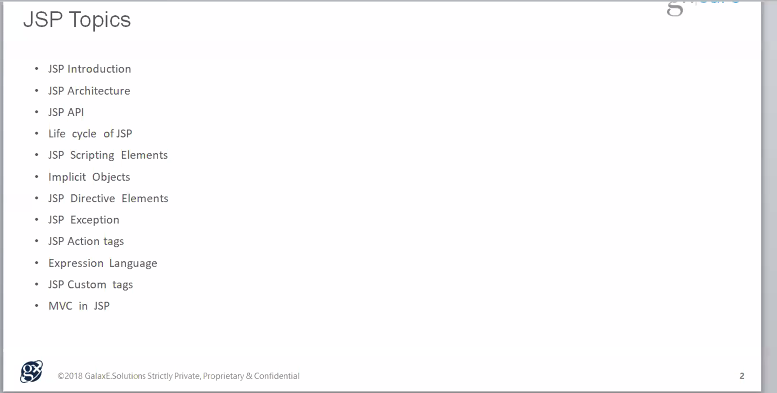 JSP Topics
• JSP Introduction
• JSP Architecture
• JSP API
• Life cycle of JSP
• JSP Scripting Elements
• Implicit Objects
• JSP Directive Elements
• JSP Exception
• JSP Action tags
• Expression Language
• JSP Custom tags
• MVC in JSP
gx
©2018 GalaxE.Solutions Strictly Private, Proprietary & Confidential
2